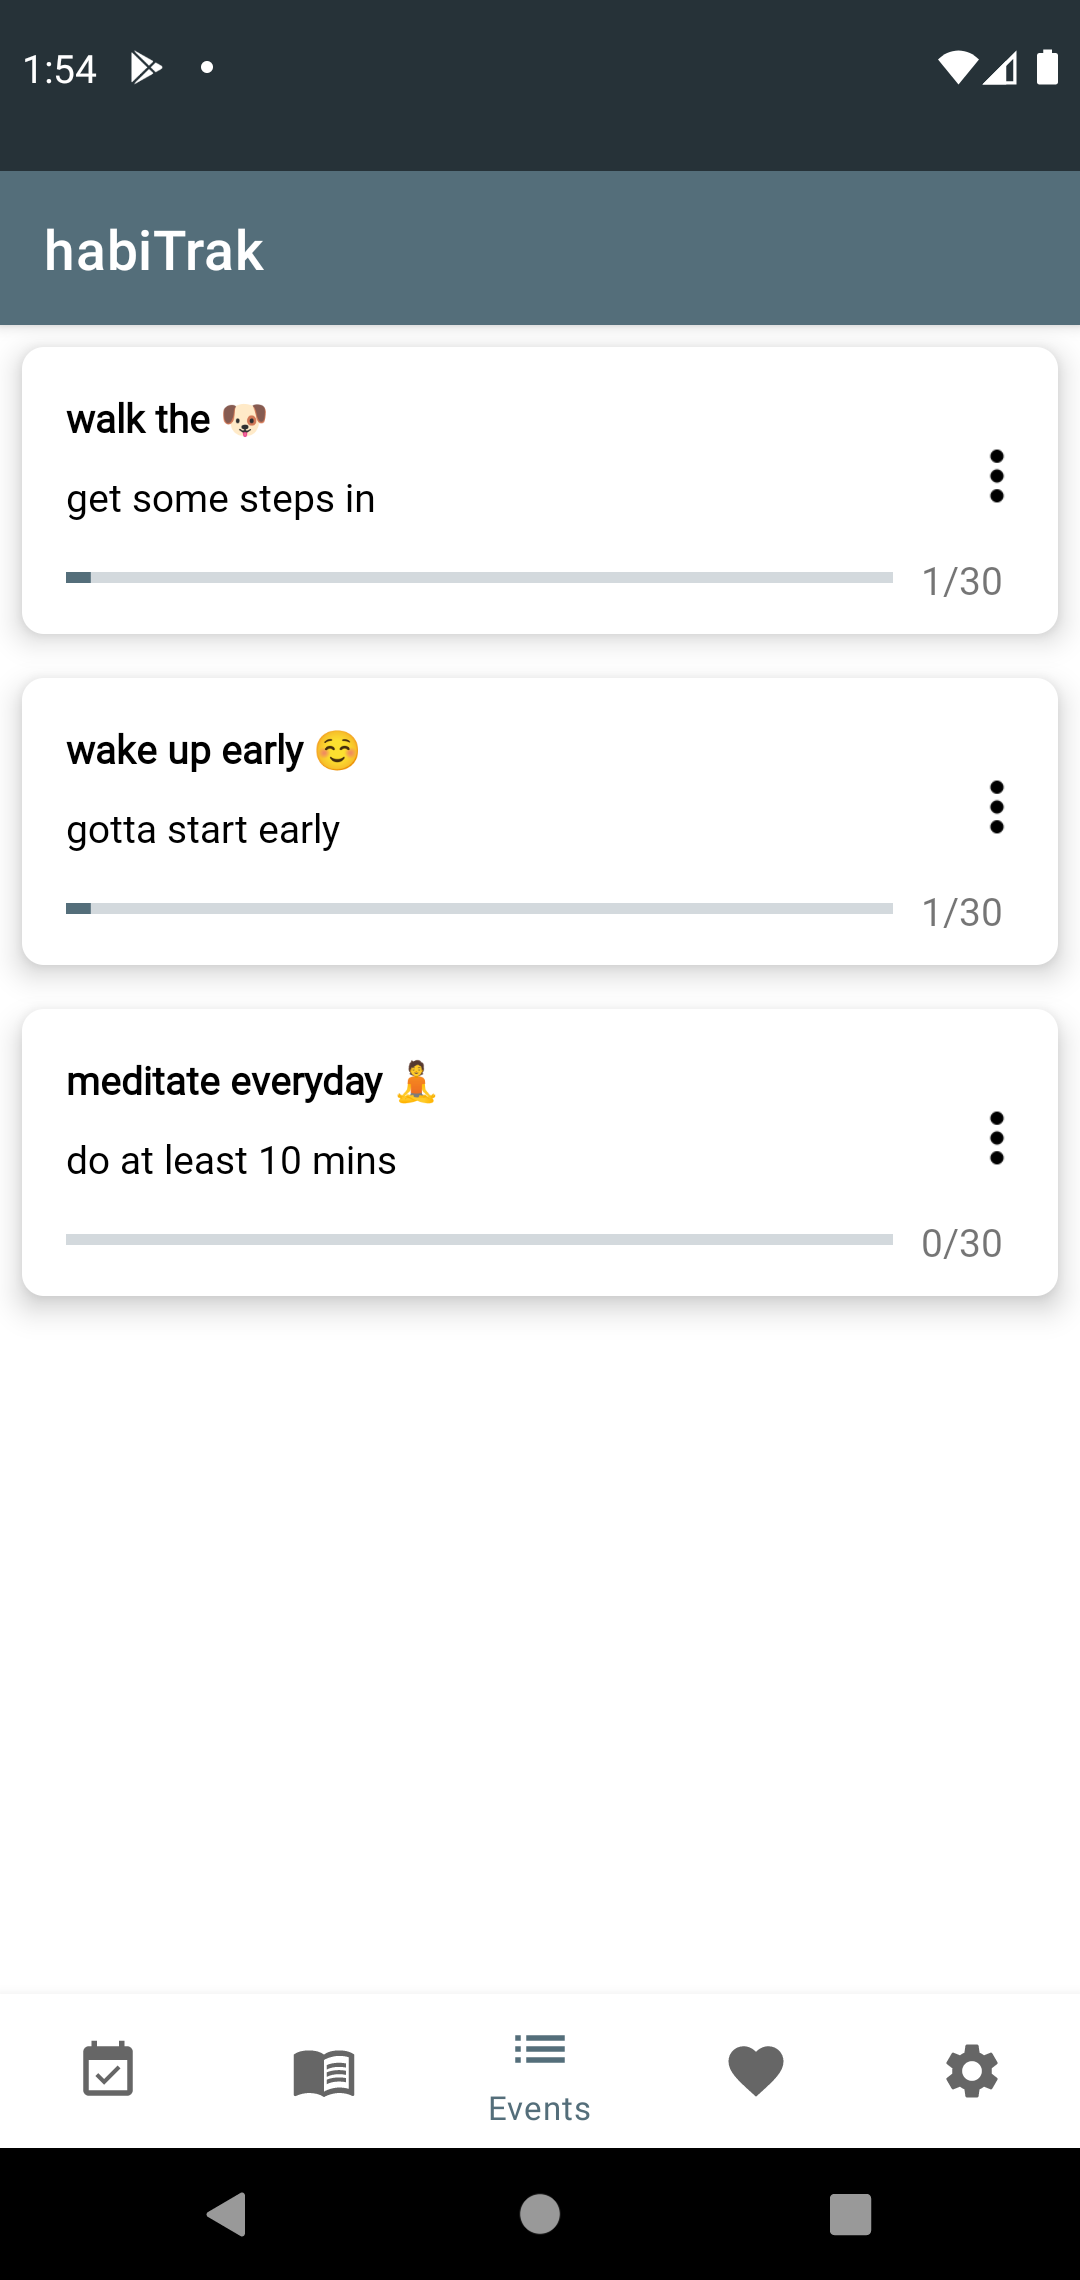 1:54
habiTrak
walk the 🐶
get some steps in
1/30
wake up early ☺️
gotta start early
1/30
meditate everyday 🧘
do at least 10 mins
0/30
Events